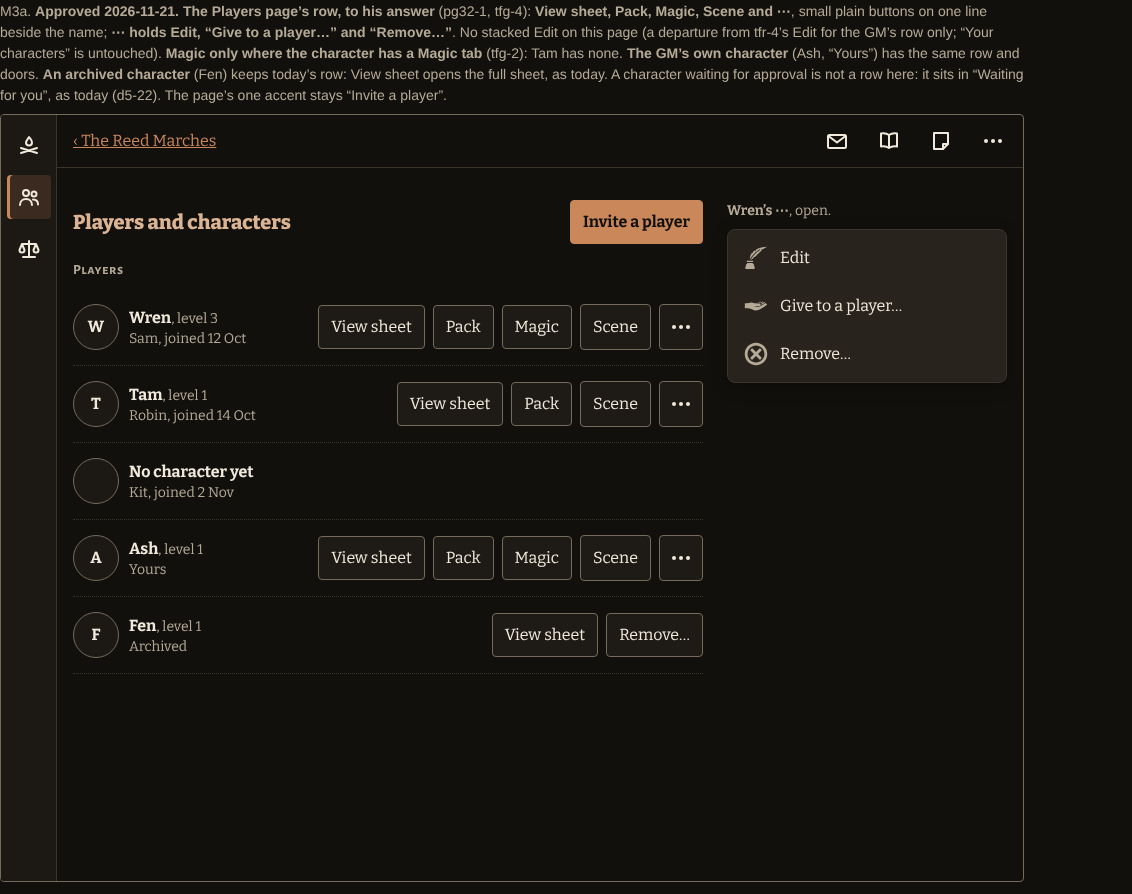 M3a. Approved 2026-11-21. The Players page’s row, to his answer (pg32-1, tfg-4): View sheet, Pack, Magic, Scene and ···, small plain buttons on one line
beside the name; ··· holds Edit, “Give to a player…” and “Remove…”. No stacked Edit on this page (a departure from tfr-4’s Edit for the GM’s row only; “Your
characters” is untouched). Magic only where the character has a Magic tab (tfg-2): Tam has none. The GM’s own character (Ash, “Yours”) has the same row and
doors. An archived character (Fen) keeps today’s row: View sheet opens the full sheet, as today. A character waiting for approval is not a row here: it sits in “Waiting
for you”, as today (d5-22). The page’s one accent stays “Invite a player”.
‹ The Reed Marches
Players and characters
Invite a player
Players
W
Wren, level 3
Sam, joined 12 Oct
View sheet
Pack
Magic
Scene
T
Tam, level 1
Robin, joined 14 Oct
View sheet
Pack
Scene
No character yet
Kit, joined 2 Nov
A
Ash, level 1
Yours
View sheet
Pack
Magic
Scene
F
Fen, level 1
Archived
View sheet
Remove…
Wren’s ···, open.
Edit
Give to a player…
Remove…